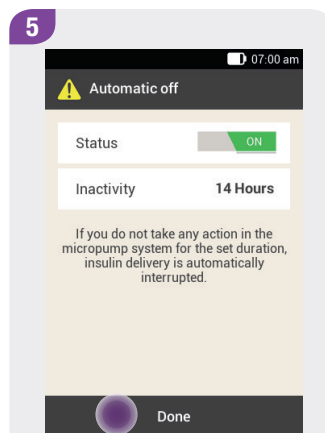 5
07:00 am
Automatic off
Status ON
Inactivity 14 Hours
If you do not take any action in the
micropump system for the set duration,
insulin delivery is automatically
interrupted.
Done